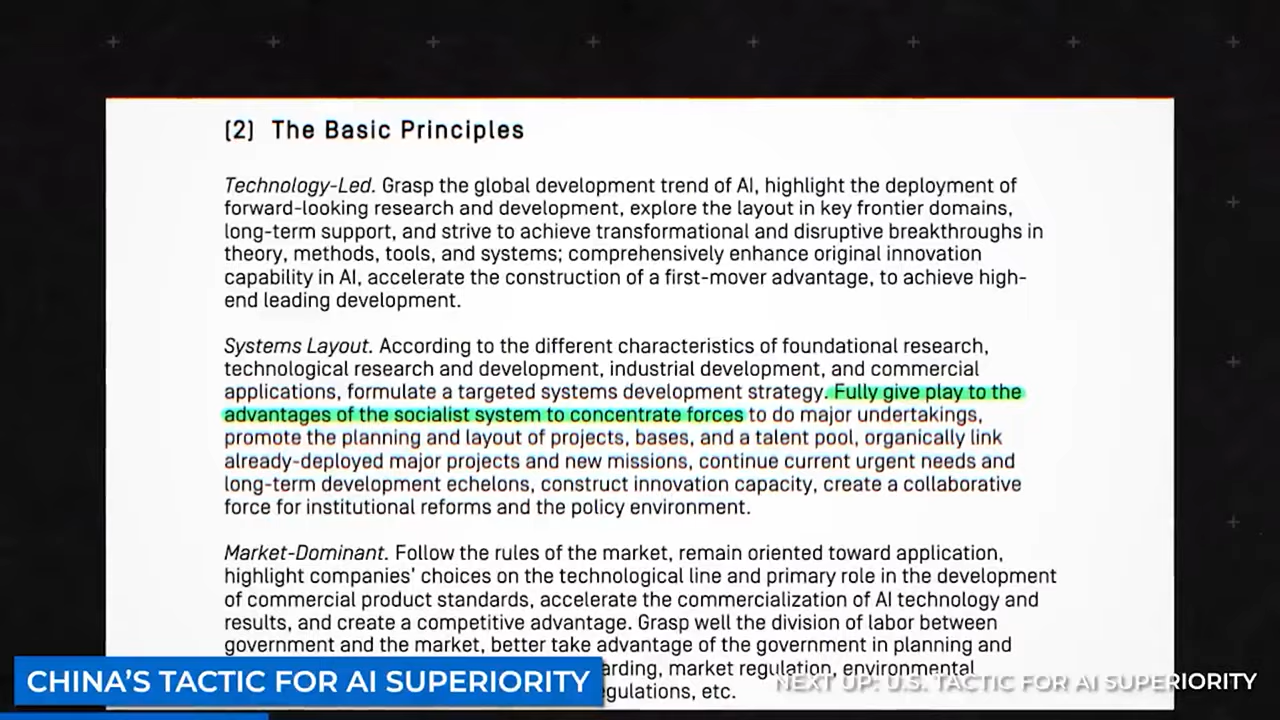 (2) The Basic Principles
Technology-Led. Grasp the global development trend of AI, highlight the deployment of
forward-looking research and development, explore the layout in key frontier domains,
long-term support, and strive to achieve transformational and disruptive breakthroughs in
theory, methods, tools, and systems; comprehensively enhance original innovation
capability in AI, accelerate the construction of a first-mover advantage, to achieve high-
end leading development.
Systems Layout. According to the different characteristics of foundational research,
technological research and development, industrial development, and commercial
applications, formulate a targeted systems development strategy. Fully give play to the
advantages of the socialist system to concentrate forces to do major undertakings,
promote the planning and layout of projects, bases, and a talent pool, organically link
already-deployed major projects and new missions, continue current urgent needs and
long-term development echelons, construct innovation capacity, create a collaborative
force for institutional reforms and the policy environment.
Market-Dominant. Follow the rules of the market, remain oriented toward application,
highlight companies' choices on the technological line and primary role in the development
of commercial product standards, accelerate the commercialization of AI technology and
results, and create a competitive advantage. Grasp well the division of labor between
government and the market, better take advantage of the government in planning and
market regulation, environmental
etc.
CHINA'S TACTIC FOR AI SUPERIORITY
NEXT UP: U.S. TACTIC FOR AI SUPERIORITY